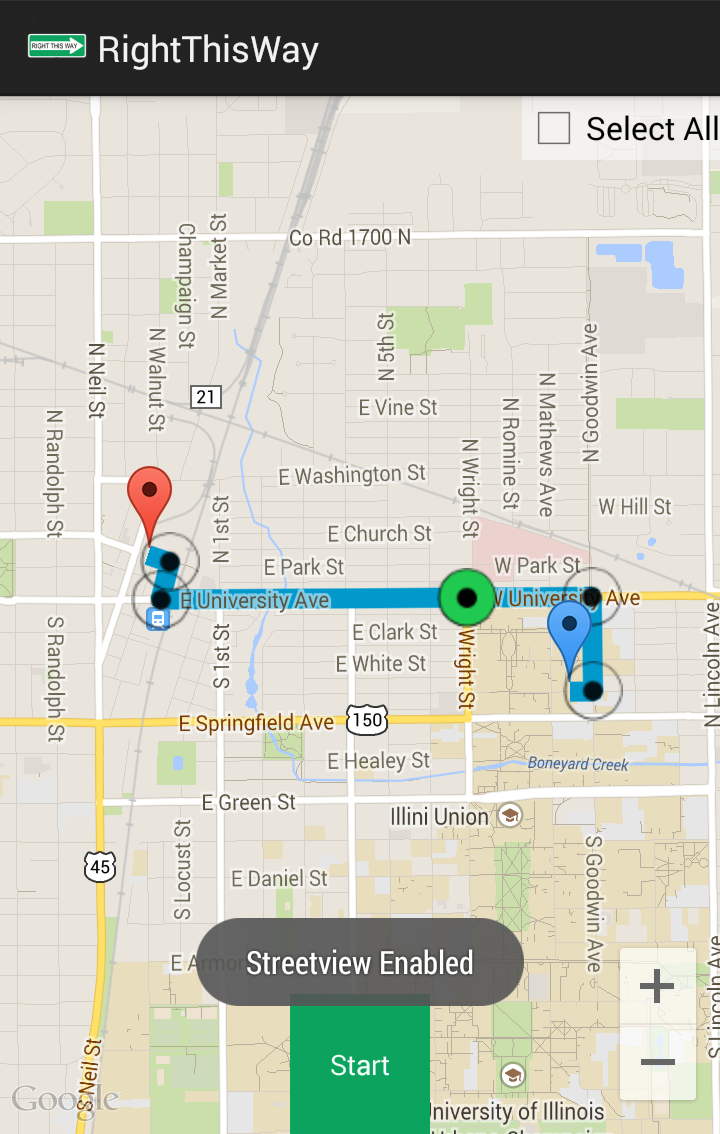 RIGHT THIS WAY
RightThisWay
Select All
Co Rd 1700 N
Champaign St
N Market St
N Neil St
N Walnut St
N 5th St
N Goodwin Ave
21
E Vine St
N Randolph St
N Mathews Ave
N Romine St
N Wright St
E Washington St
N 1st St
W Hill St
E Church St
E Park St
W Park St
E University Ave
W University Ave
S Randolph St
S 1st St
E Clark St
E White St
Wright St
N Lincoln Ave
E Springfield Ave
150
E Healey St
Boneyard Creek
E Green St
Illini Union
45
S Locust St
E Daniel St
S Goodwin Ave
E Armor
Streetview Enabled
S Lincoln Ave
+
−
Start
S Neil St
Google
University of Illinois